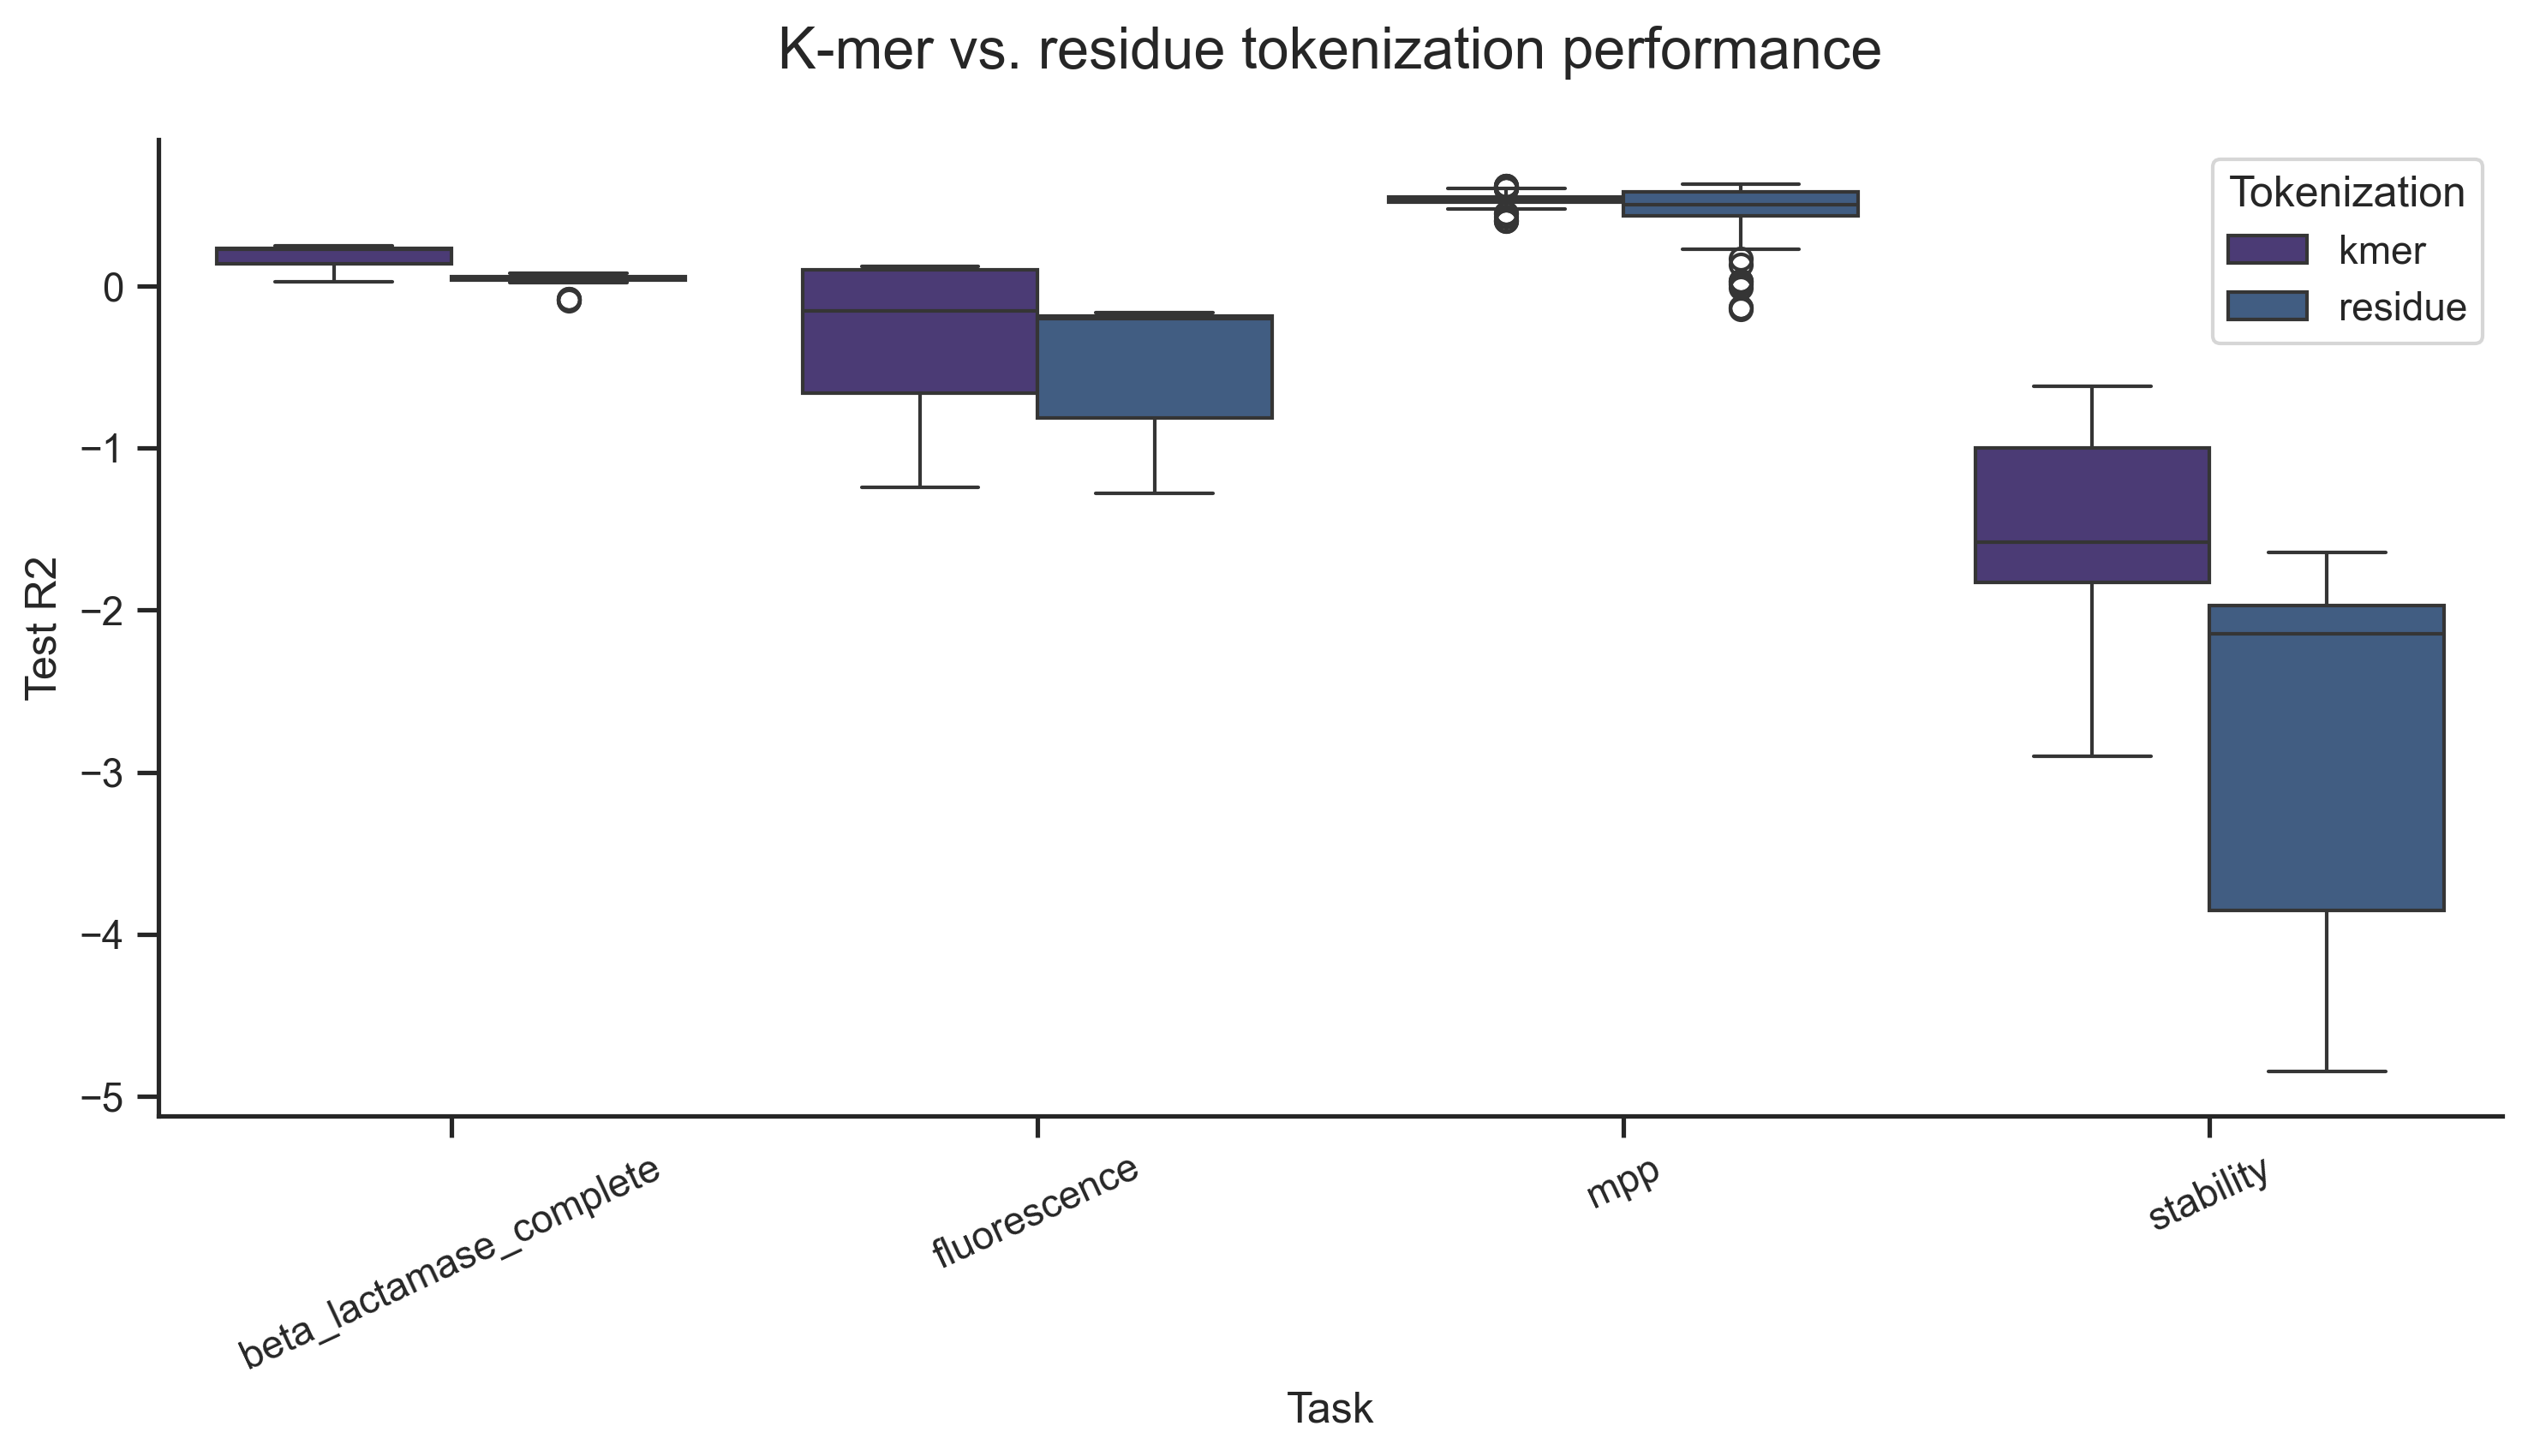 K-mer vs. residue tokenization performance
Tokenization
kmer
residue
Test R2
0
−1
−2
−3
−4
−5
beta_lactamase_complete
fluorescence
mpp
stability
Task